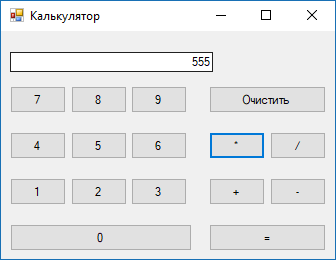 Калькулятор
555
7 8 9 Очистить
4 5 6 * /
1 2 3 + -
0 =